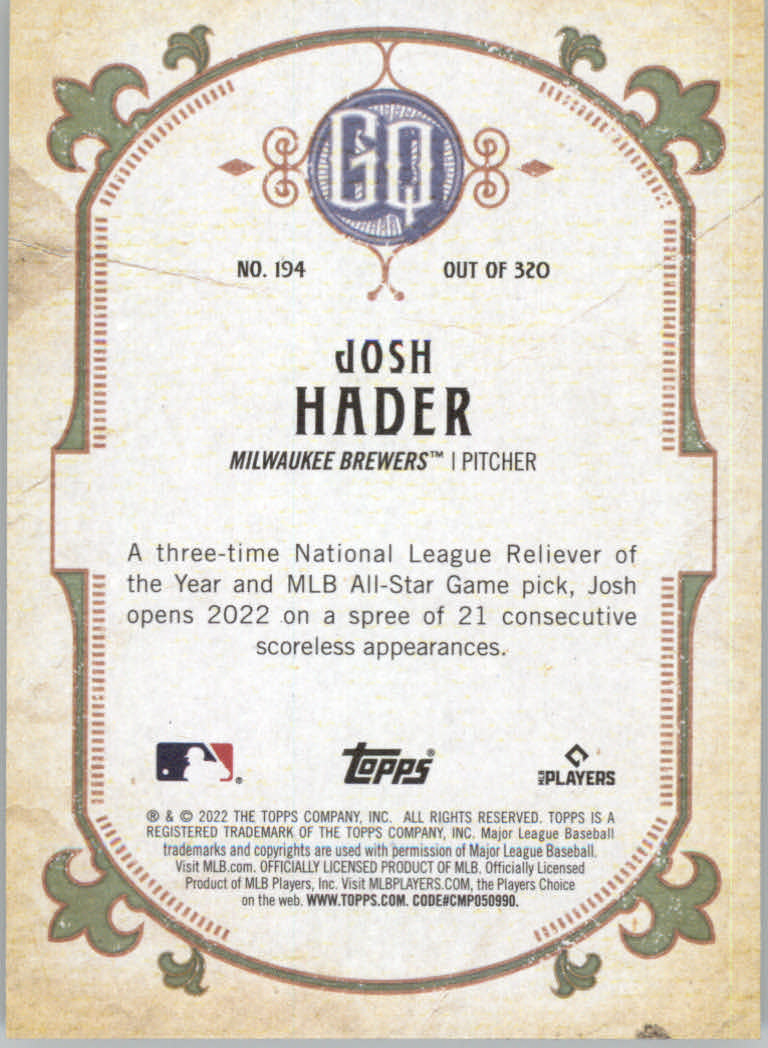 GQ
NO. 194 OUT OF 320
JOSH
HADER
MILWAUKEE BREWERS™ | PITCHER
A three-time National League Reliever of
the Year and MLB All-Star Game pick, Josh
opens 2022 on a spree of 21 consecutive
scoreless appearances.
® topps® MLB PLAYERS
® & © 2022 THE TOPPS COMPANY, INC. ALL RIGHTS RESERVED. TOPPS IS A
REGISTERED TRADEMARK OF THE TOPPS COMPANY, INC. Major League Baseball
trademarks and copyrights are used with permission of Major League Baseball.
Visit MLB.com. OFFICIALLY LICENSED PRODUCT OF MLB. Officially Licensed
Product of MLB Players, Inc. Visit MLBPLAYERS.COM, the Players Choice
on the web. WWW.TOPPS.COM. CODE#CMP050990.